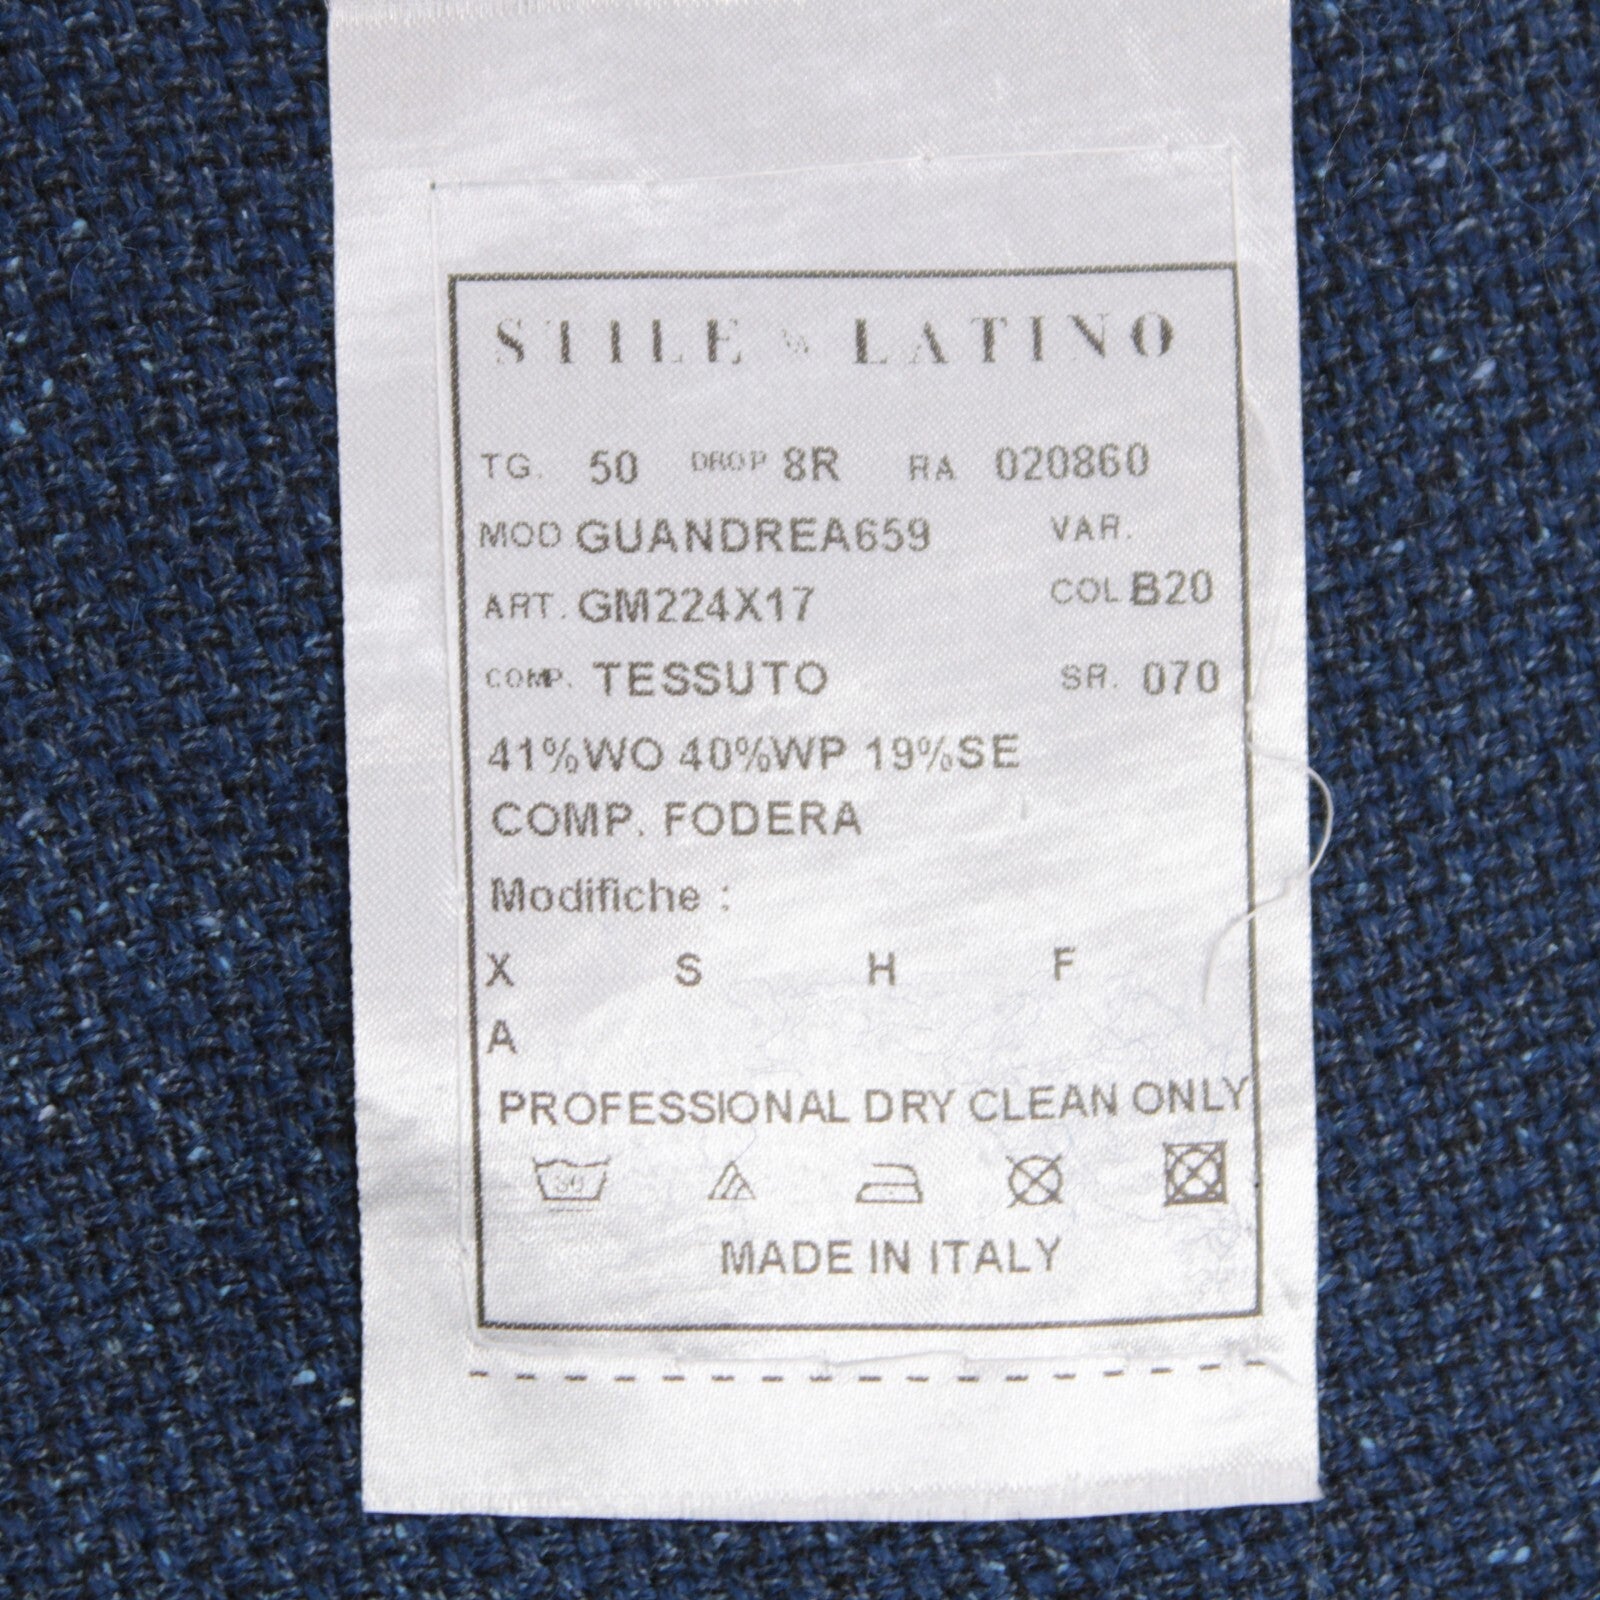 STILE LATINO
TG. 50 DROP 8R RA 020860
MOD GUANDREA659 VAR.
ART. GM224X17 COL B20
COMP. TESSUTO SR. 070
41%WO 40%WP 19%SE
COMP. FODERA
Modifiche :
X S H F
A
PROFESSIONAL DRY CLEAN ONLY
30
MADE IN ITALY